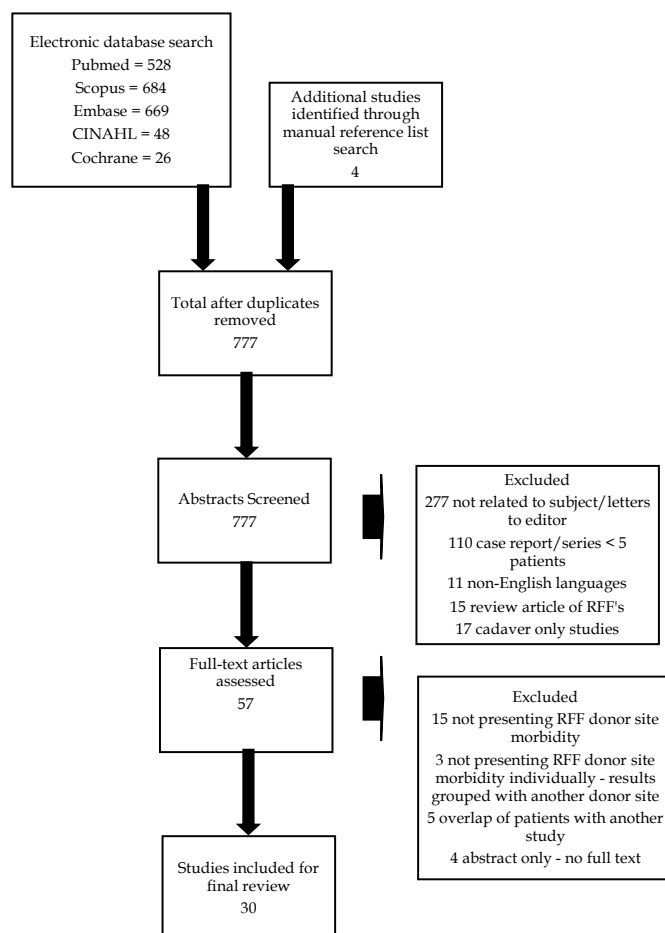 Electronic database search
Pubmed = 528
Scopus = 684
Embase = 669
CINAHL = 48
Cochrane = 26
Additional studies
identified through
manual reference list
search
4
Total after duplicates
removed
777
Abstracts Screened
777
Excluded
277 not related to subject/letters
to editor
110 case report/series < 5
patients
11 non-English languages
15 review article of RFF's
17 cadaver only studies
Full-text articles
assessed
57
Excluded
15 not presenting RFF donor site
morbidity
3 not presenting RFF donor site
morbidity individually - results
grouped with another donor site
5 overlap of patients with another
study
4 abstract only - no full text
Studies included for
final review
30